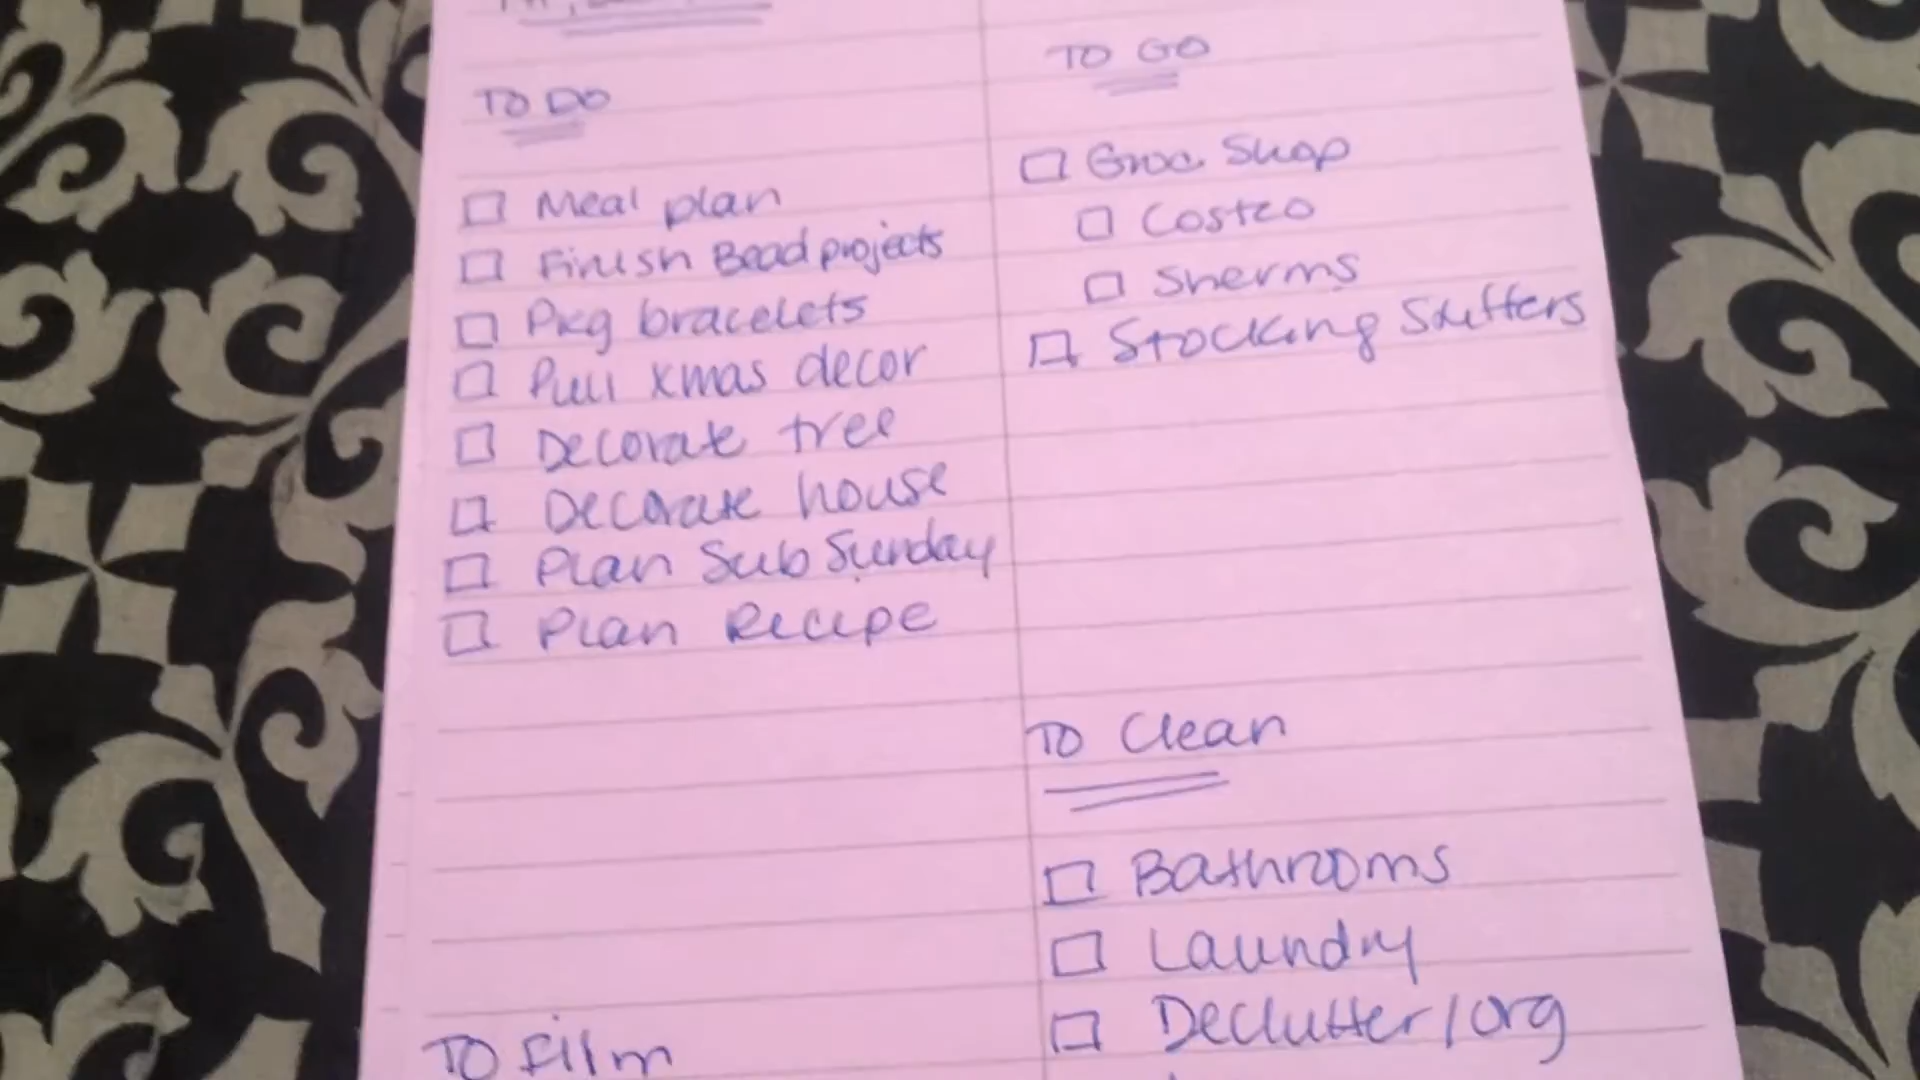 TO DO
Meal plan
Finish Bead projects
Pkg bracelets
Pull xmas decor
Decorate tree
Decorate house
Plan Sub Sunday
Plan Recipe
TO Film
TO GO
Groc Shop
Costco
Sherms
Stocking Stuffers
TO Clean
Bathrooms
Laundry
Declutter/org